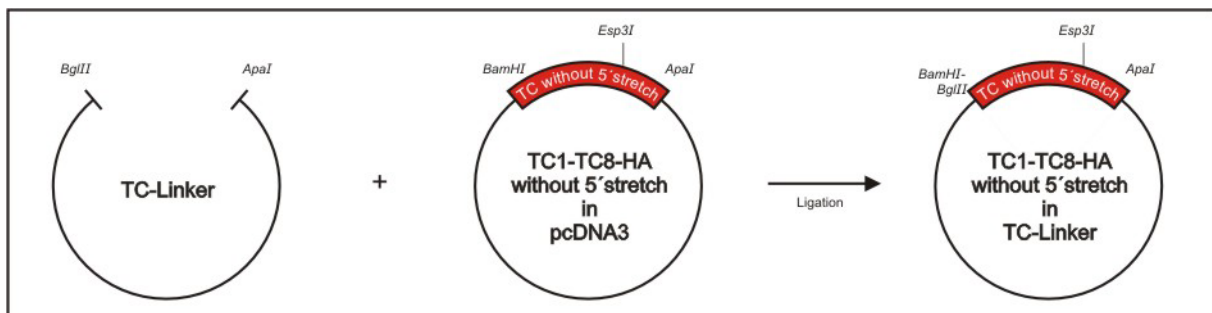 BglII
ApaI
TC-Linker
+
BamHI
Esp3I
ApaI
TC without 5´stretch
TC1-TC8-HA
without 5´stretch
in
pcDNA3
Ligation
BamHI-
BglII
Esp3I
ApaI
TC without 5´stretch
TC1-TC8-HA
without 5´stretch
in
TC-Linker